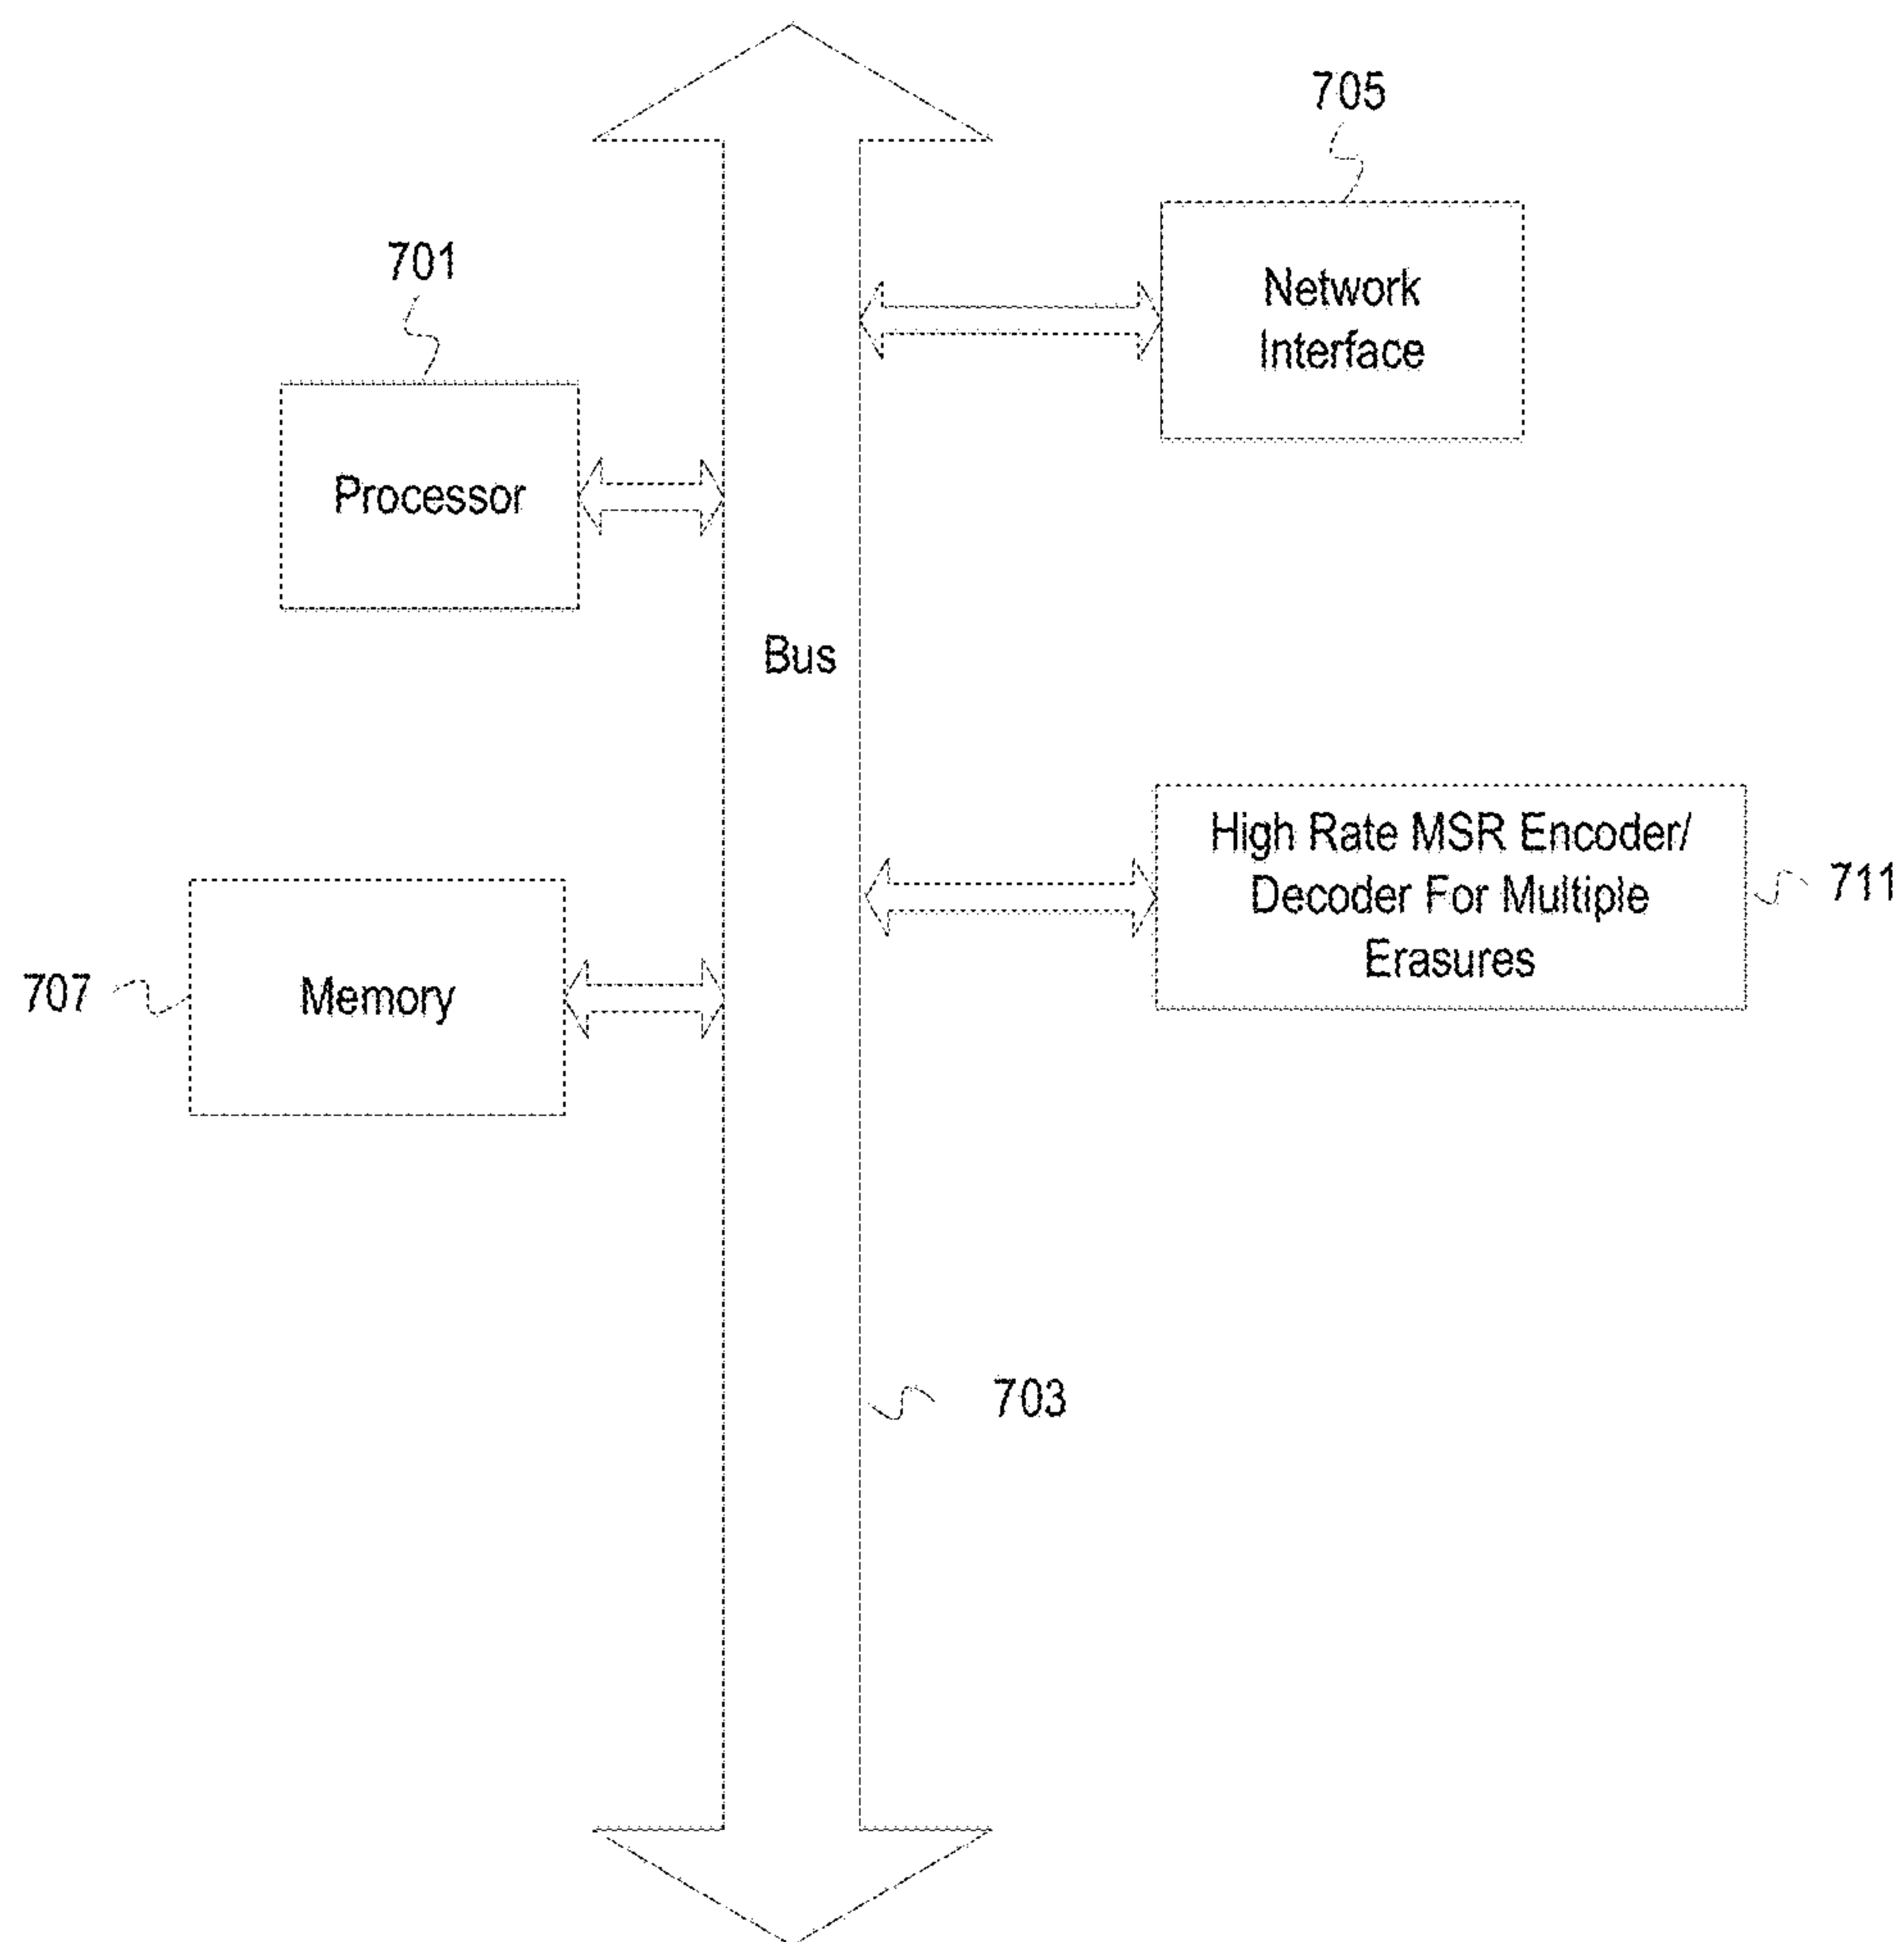 705
701
Network
Interface
Processor
Bus
High Rate MSR Encoder/
Decoder For Multiple
Erasures
711
707
Memory
703